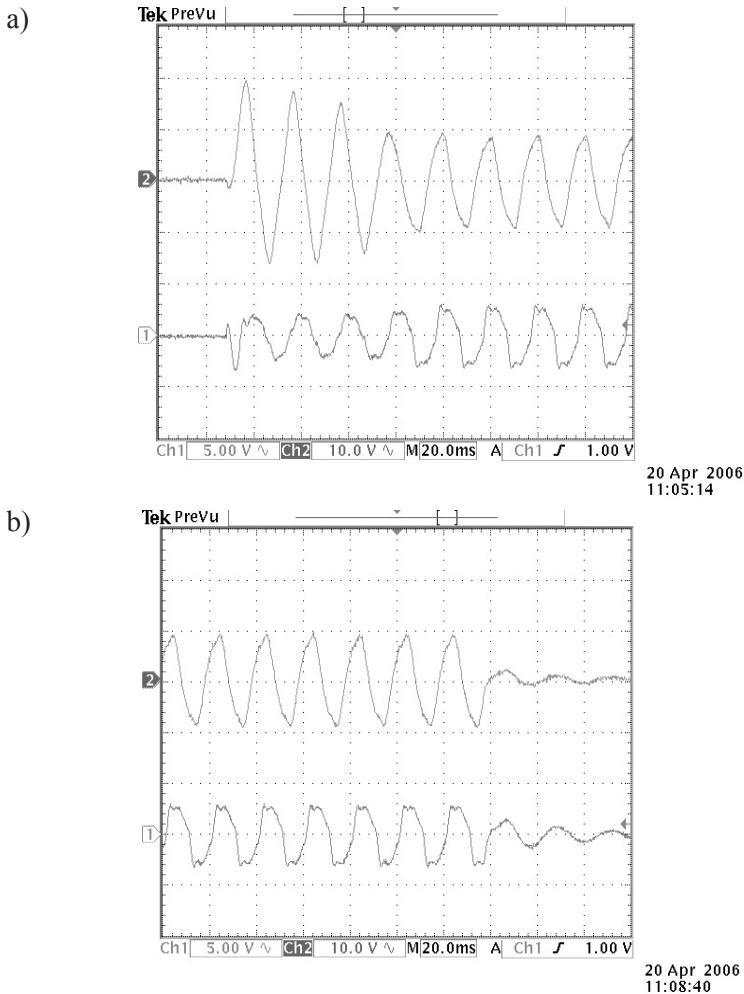 a)
Tek PreVu
2
1
Ch1 5.00 V Ch2 10.0 V M 20.0ms A Ch1 1.00 V
20 Apr 2006
11:05:14
b)
Tek PreVu
2
1
Ch1 5.00 V Ch2 10.0 V M 20.0ms A Ch1 1.00 V
20 Apr 2006
11:08:40